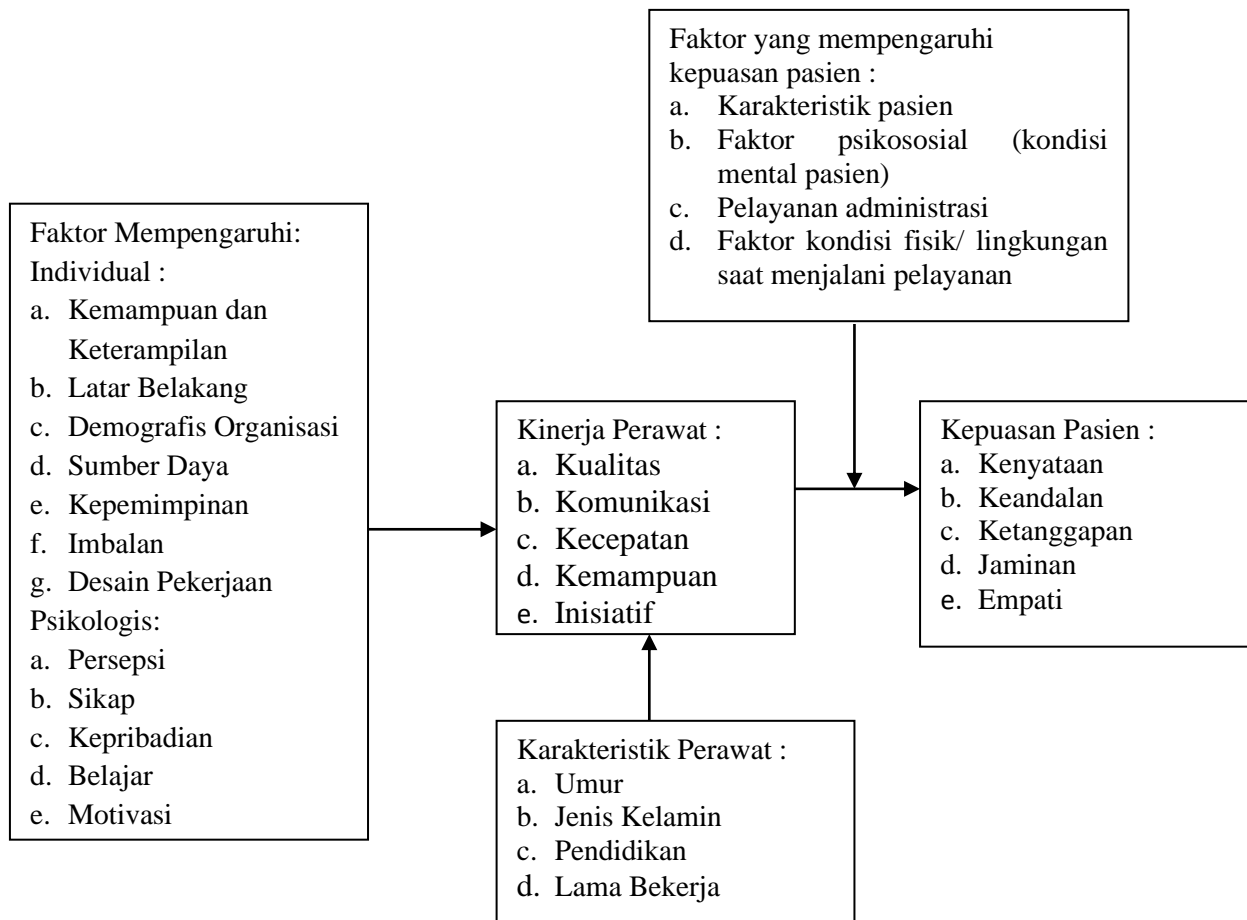 Faktor yang mempengaruhi
kepuasan pasien :
a. Karakteristik pasien
b. Faktor psikososial (kondisi
mental pasien)
c. Pelayanan administrasi
d. Faktor kondisi fisik/ lingkungan
saat menjalani pelayanan
Faktor Mempengaruhi:
Individual :
a. Kemampuan dan
Keterampilan
b. Latar Belakang
c. Demografis Organisasi
d. Sumber Daya
e. Kepemimpinan
f. Imbalan
g. Desain Pekerjaan
Psikologis:
a. Persepsi
b. Sikap
c. Kepribadian
d. Belajar
e. Motivasi
Kinerja Perawat :
a. Kualitas
b. Komunikasi
c. Kecepatan
d. Kemampuan
e. Inisiatif
Kepuasan Pasien :
a. Kenyataan
b. Keandalan
c. Ketanggapan
d. Jaminan
e. Empati
Karakteristik Perawat :
a. Umur
b. Jenis Kelamin
c. Pendidikan
d. Lama Bekerja